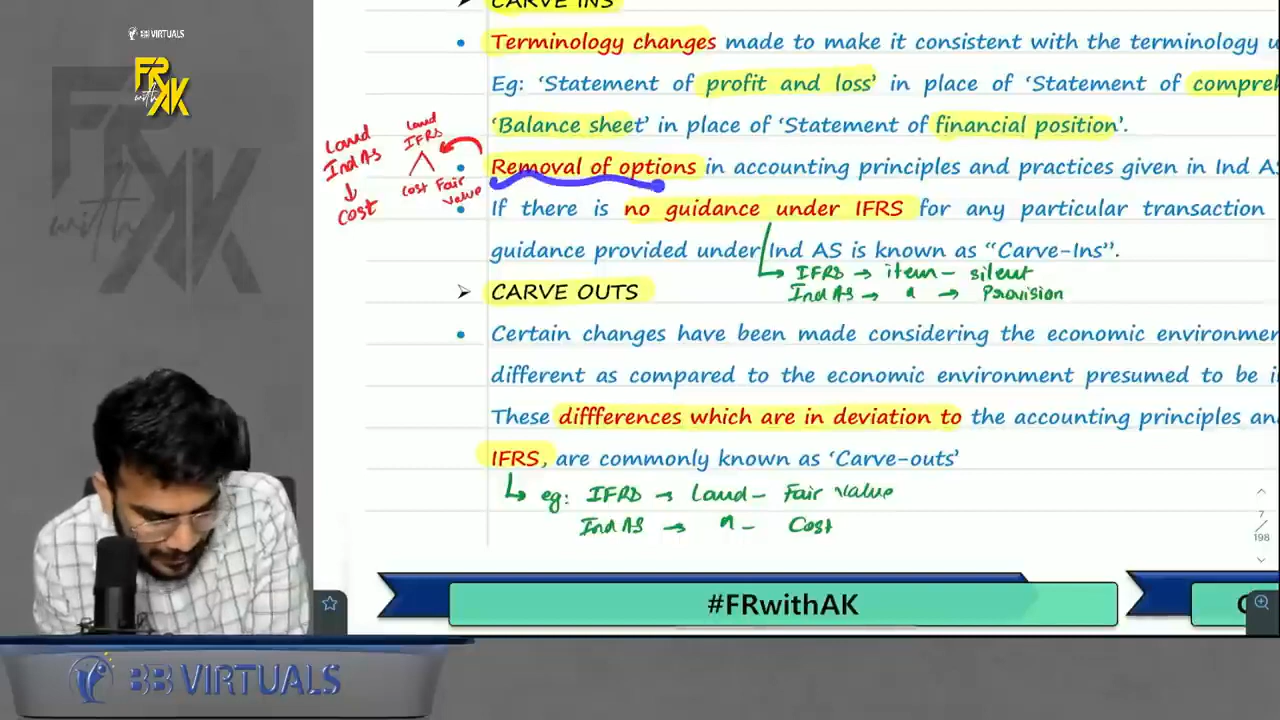 BB VIRTUALS
FR
with
AK
CARVE INS
Terminology changes made to make it consistent with the terminology u
Eg: 'Statement of profit and loss' in place of 'Statement of compreh
'Balance sheet' in place of 'Statement of financial position'.
Land
Ind AS
↓
Cost
Land
IFRS
Cost Fair
value
Removal of options in accounting principles and practices given in Ind AS
If there is no guidance under IFRS for any particular transaction
guidance provided under Ind AS is known as "Carve-Ins".
IFRS → item - silent
Ind AS → " → Provision
CARVE OUTS
Certain changes have been made considering the economic environmen
different as compared to the economic environment presumed to be i
These diffferences which are in deviation to the accounting principles an
IFRS, are commonly known as 'Carve-outs'
eg: IFRS → Land - Fair value
Ind AS → " - Cost
7
198
#FRwithAK
BB VIRTUALS